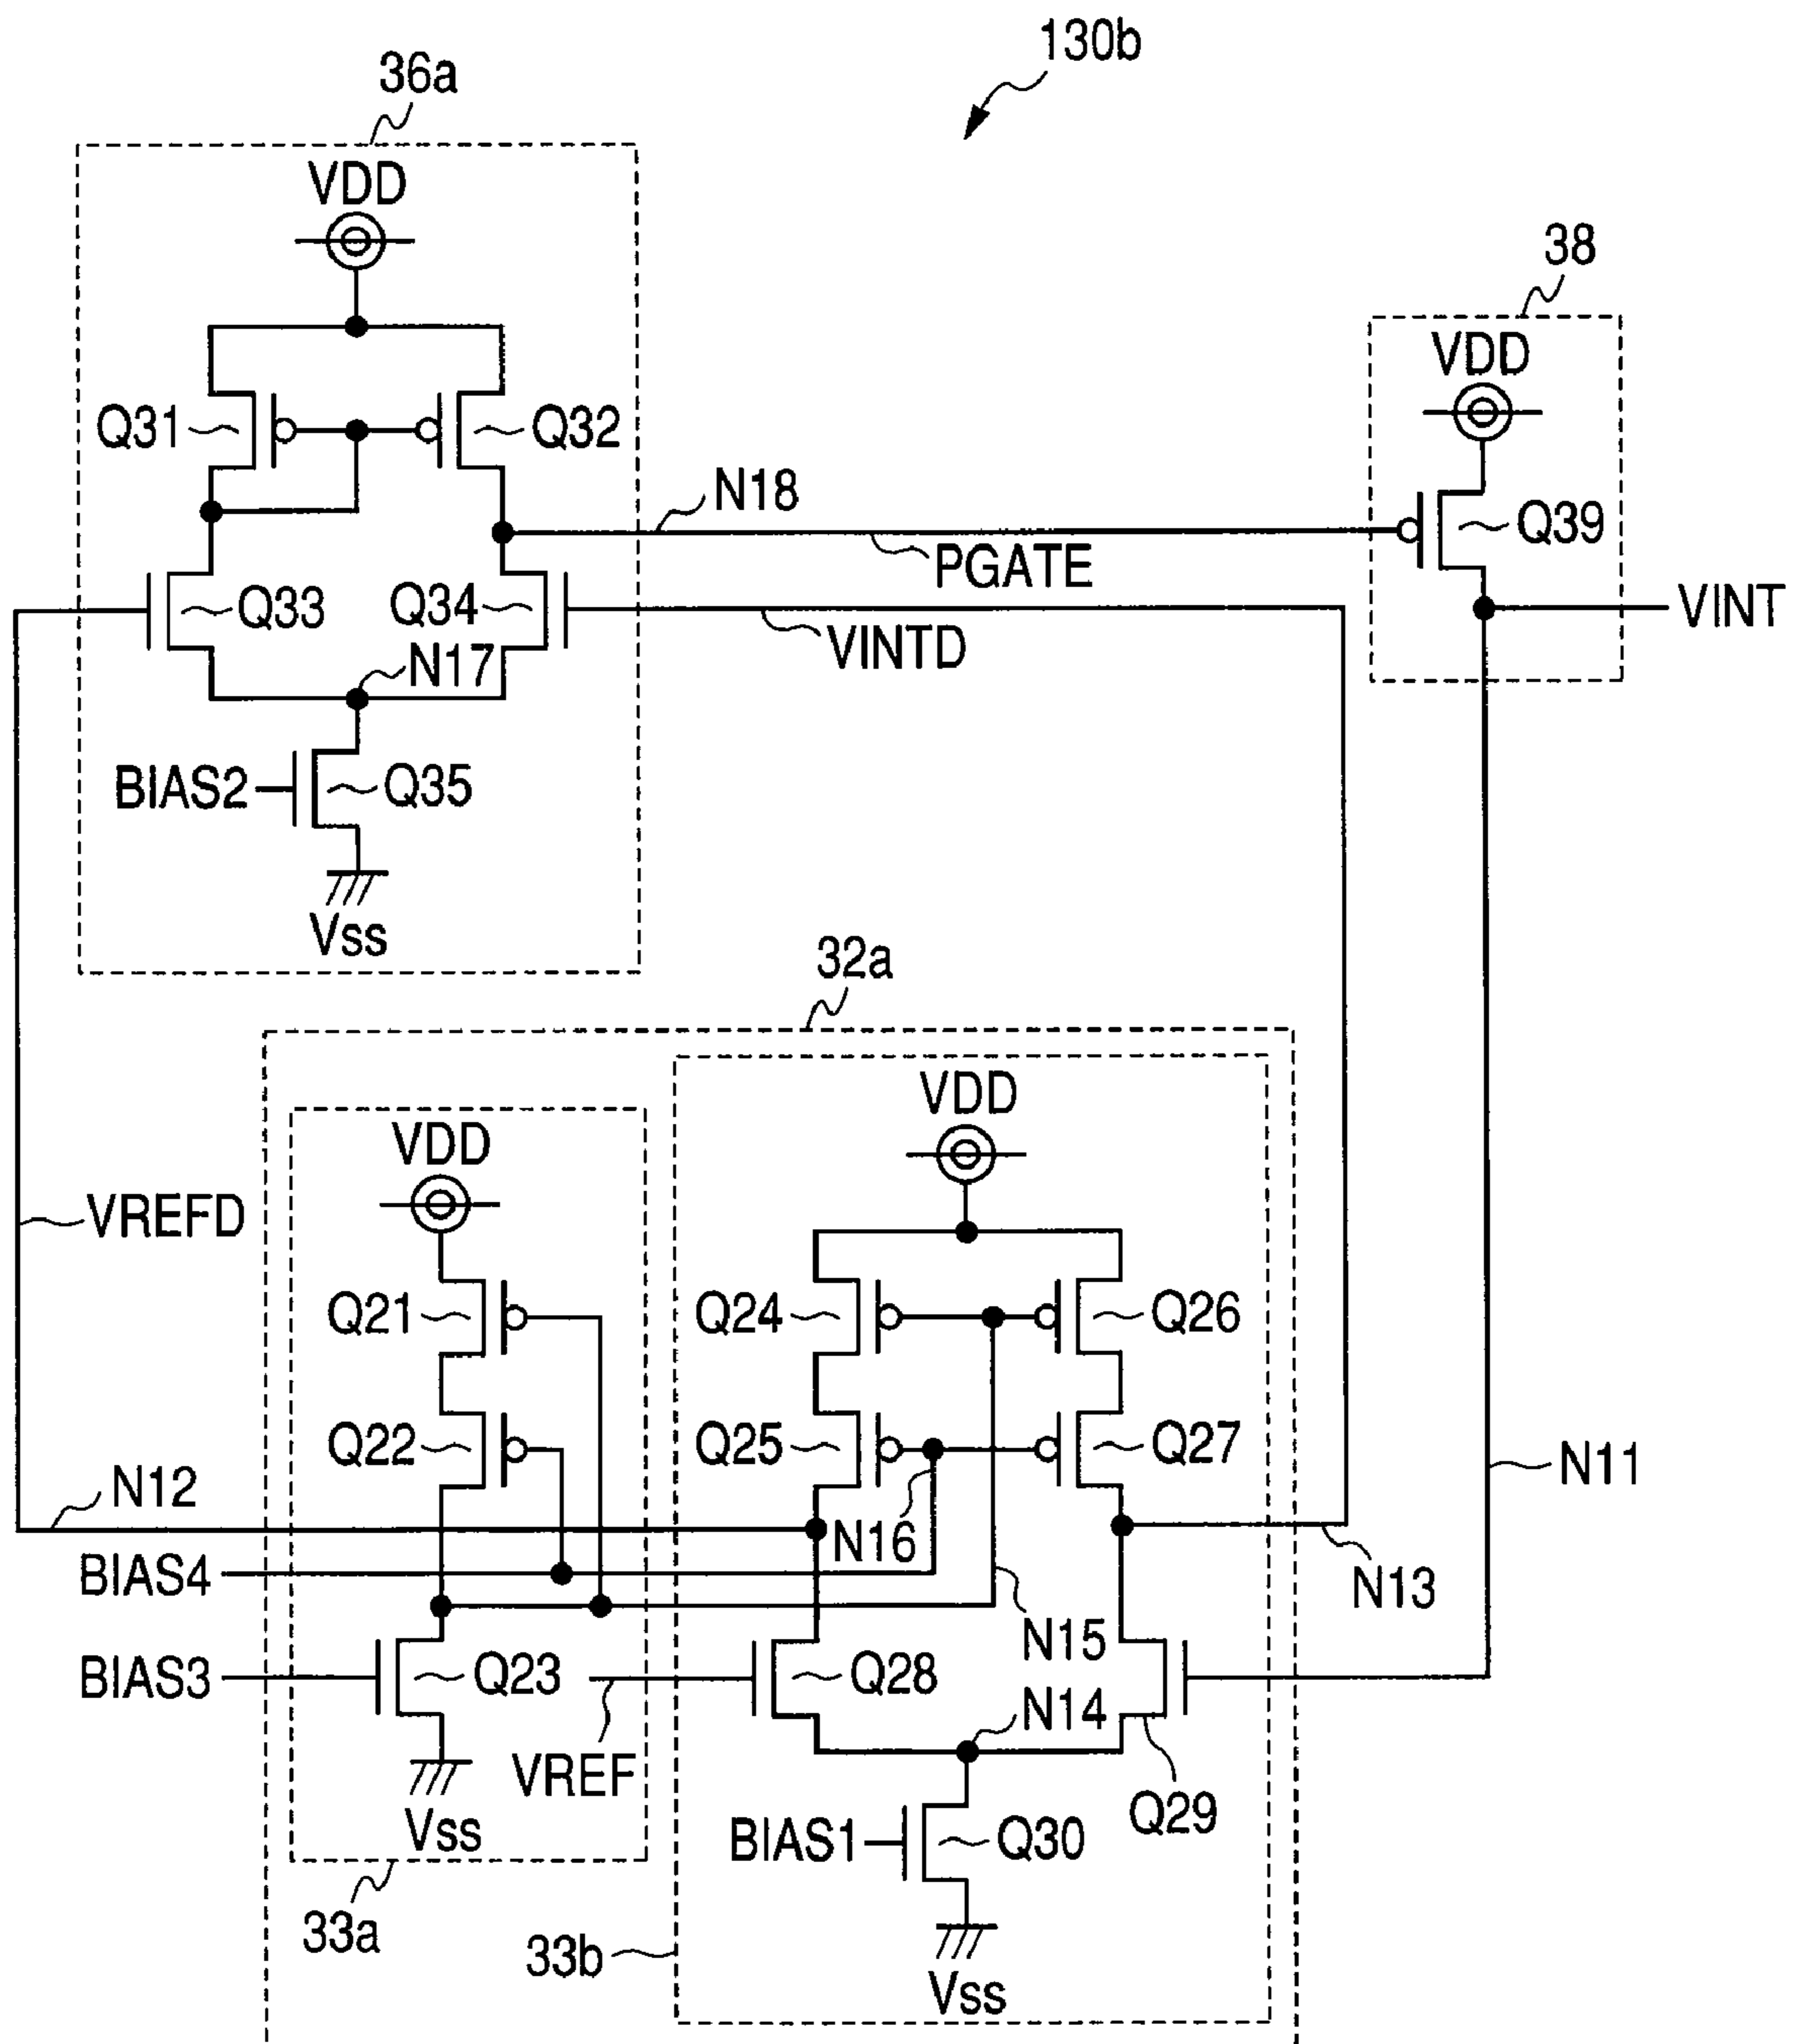 130b
36a
VDD
38
VDD
Q31
Q32
N18
Q39
PGATE
Q33
Q34
VINT
VINTD
N17
BIAS2
Q35
Vss
32a
VDD
VDD
VREFD
Q21
Q24
Q26
Q22
Q25
Q27
N11
N12
N16
BIAS4
N13
N15
BIAS3
Q23
Q28
N14
VREF
Q29
Vss
BIAS1
Q30
33a
33b
Vss